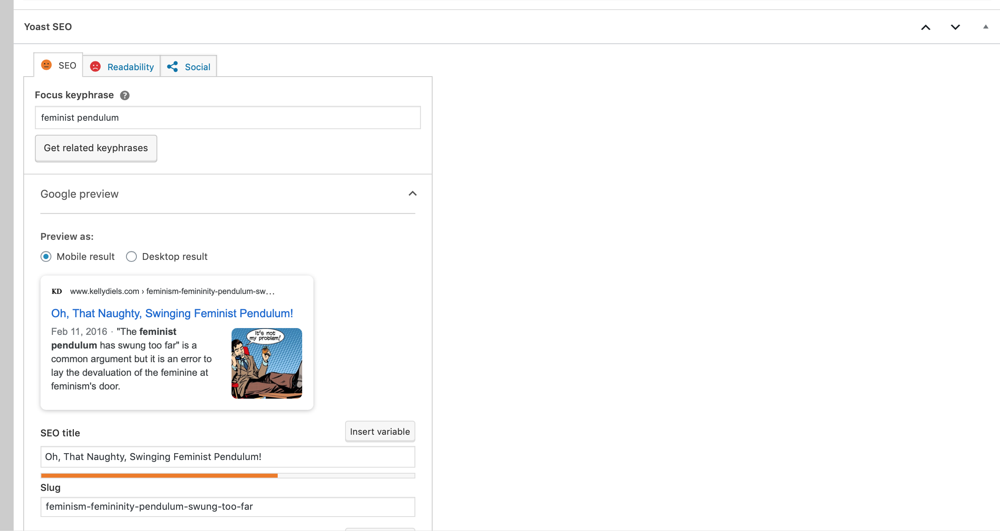 Yoast SEO
SEO
Readability
Social
Focus keyphrase ?
feminist pendulum
Get related keyphrases
Google preview
Preview as:
Mobile result
Desktop result
KD www.kellydiels.com › feminism-femininity-pendulum-sw...
Oh, That Naughty, Swinging Feminist Pendulum!
Feb 11, 2016 · "The feminist
pendulum has swung too far" is a
common argument but it is an error to
lay the devaluation of the feminine at
feminism's door.
It's not
my problem!
SEO title
Insert variable
Oh, That Naughty, Swinging Feminist Pendulum!
Slug
feminism-femininity-pendulum-swung-too-far